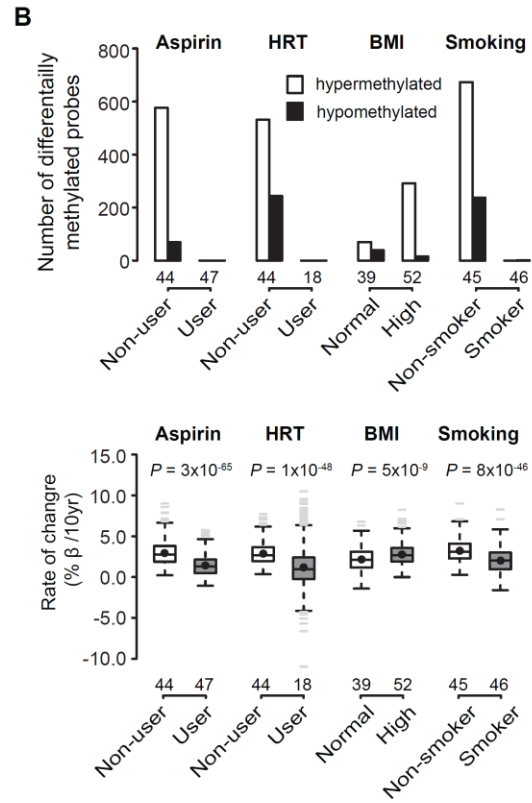 B
Aspirin HRT BMI Smoking
Number of differentailly
methylated probes
800
600
400
200
0
hypermethylated
hypomethylated
44 47 44 18 39 52 45 46
Non-user User Non-user User Normal High Non-smoker Smoker
Aspirin HRT BMI Smoking
P = 3x10⁻⁶⁵ P = 1x10⁻⁴⁸ P = 5x10⁻⁹ P = 8x10⁻⁴⁶
Rate of changre
(% β /10yr)
15.0
10.0
5.0
0.0
-5.0
-10.0
44 47 44 18 39 52 45 46
Non-user User Non-user User Normal High Non-smoker Smoker